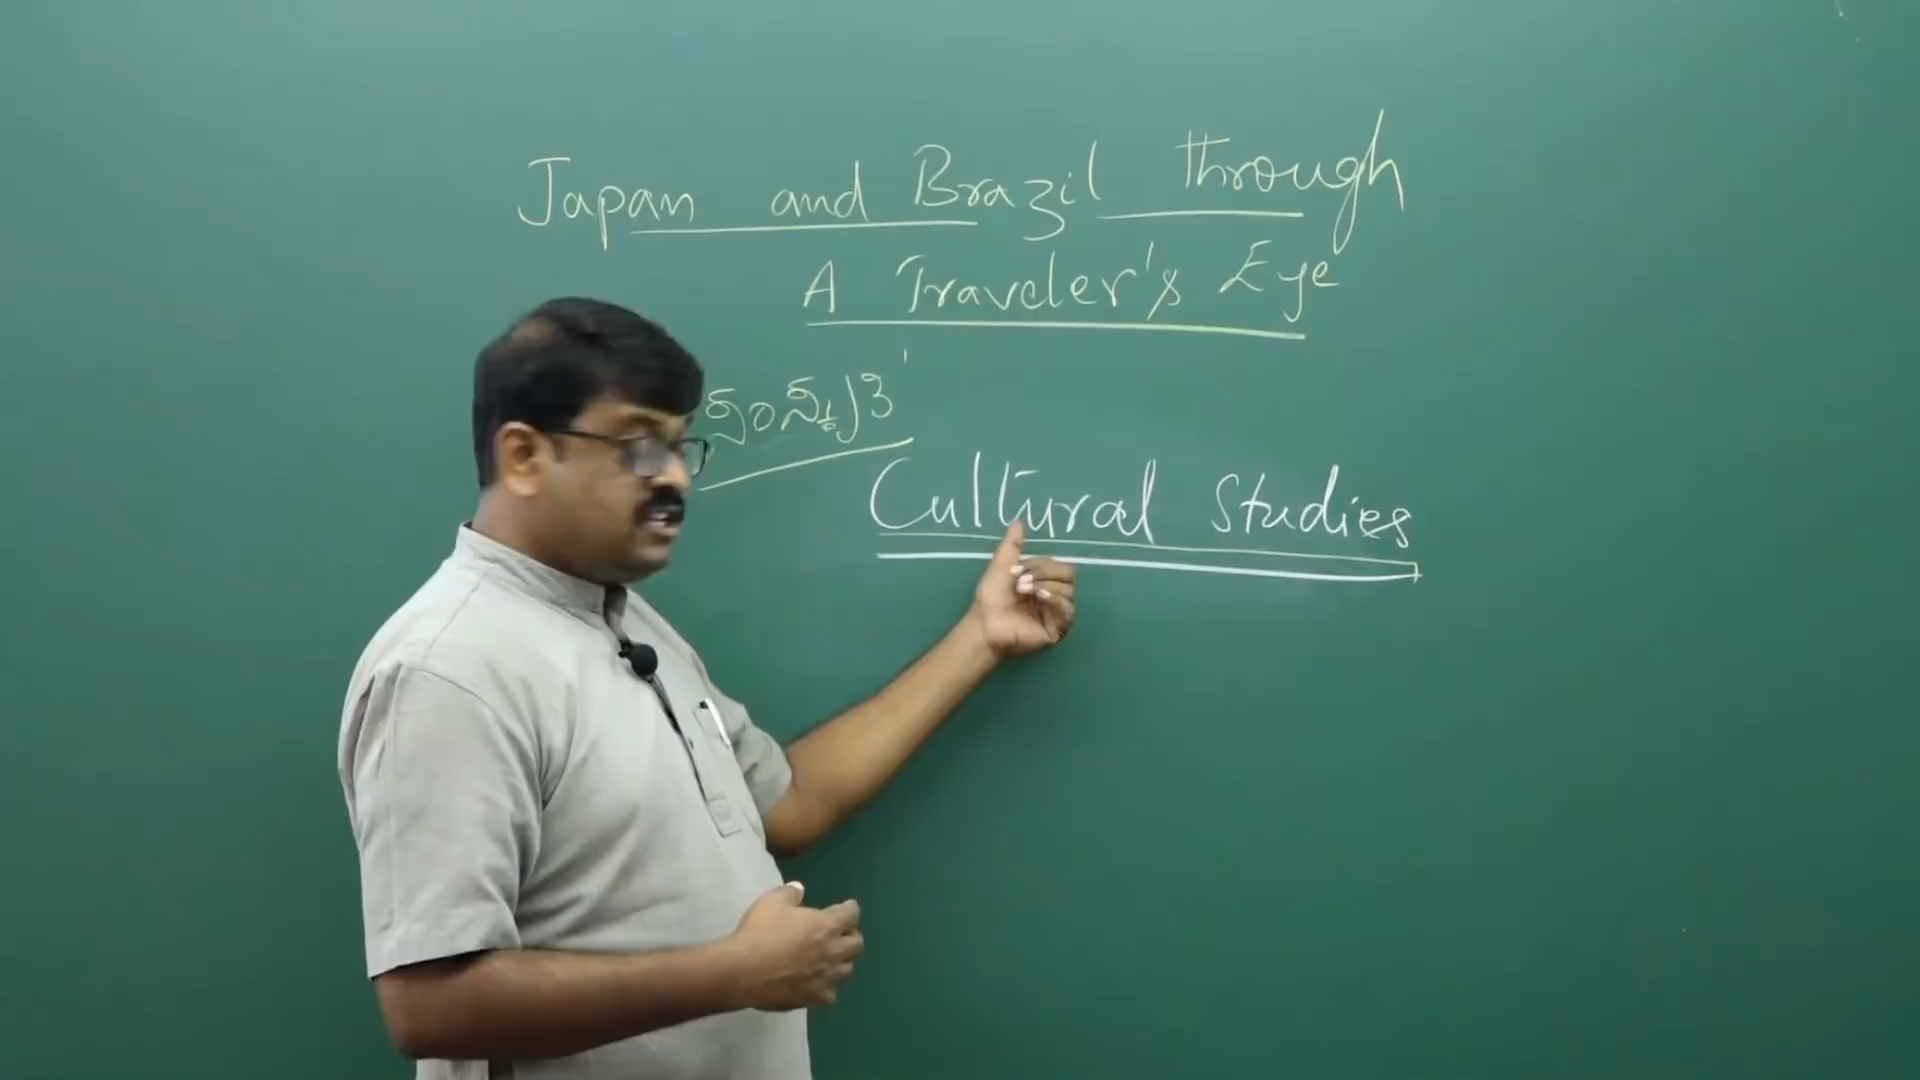 Japan and Brazil through
A Traveler's Eye
ಸಂಸ್ಕೃತಿ
Cultural Studies